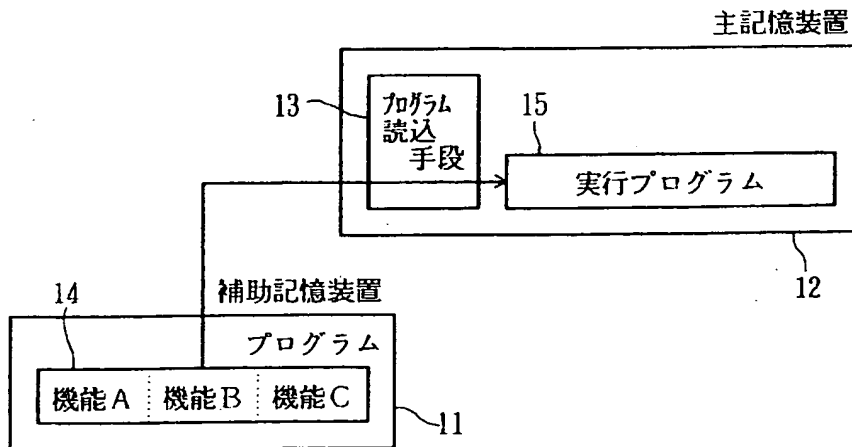 主記憶装置
13
プログラム
読込
手段
15
実行プログラム
12
14
補助記憶装置
プログラム
機能A 機能B 機能C
11